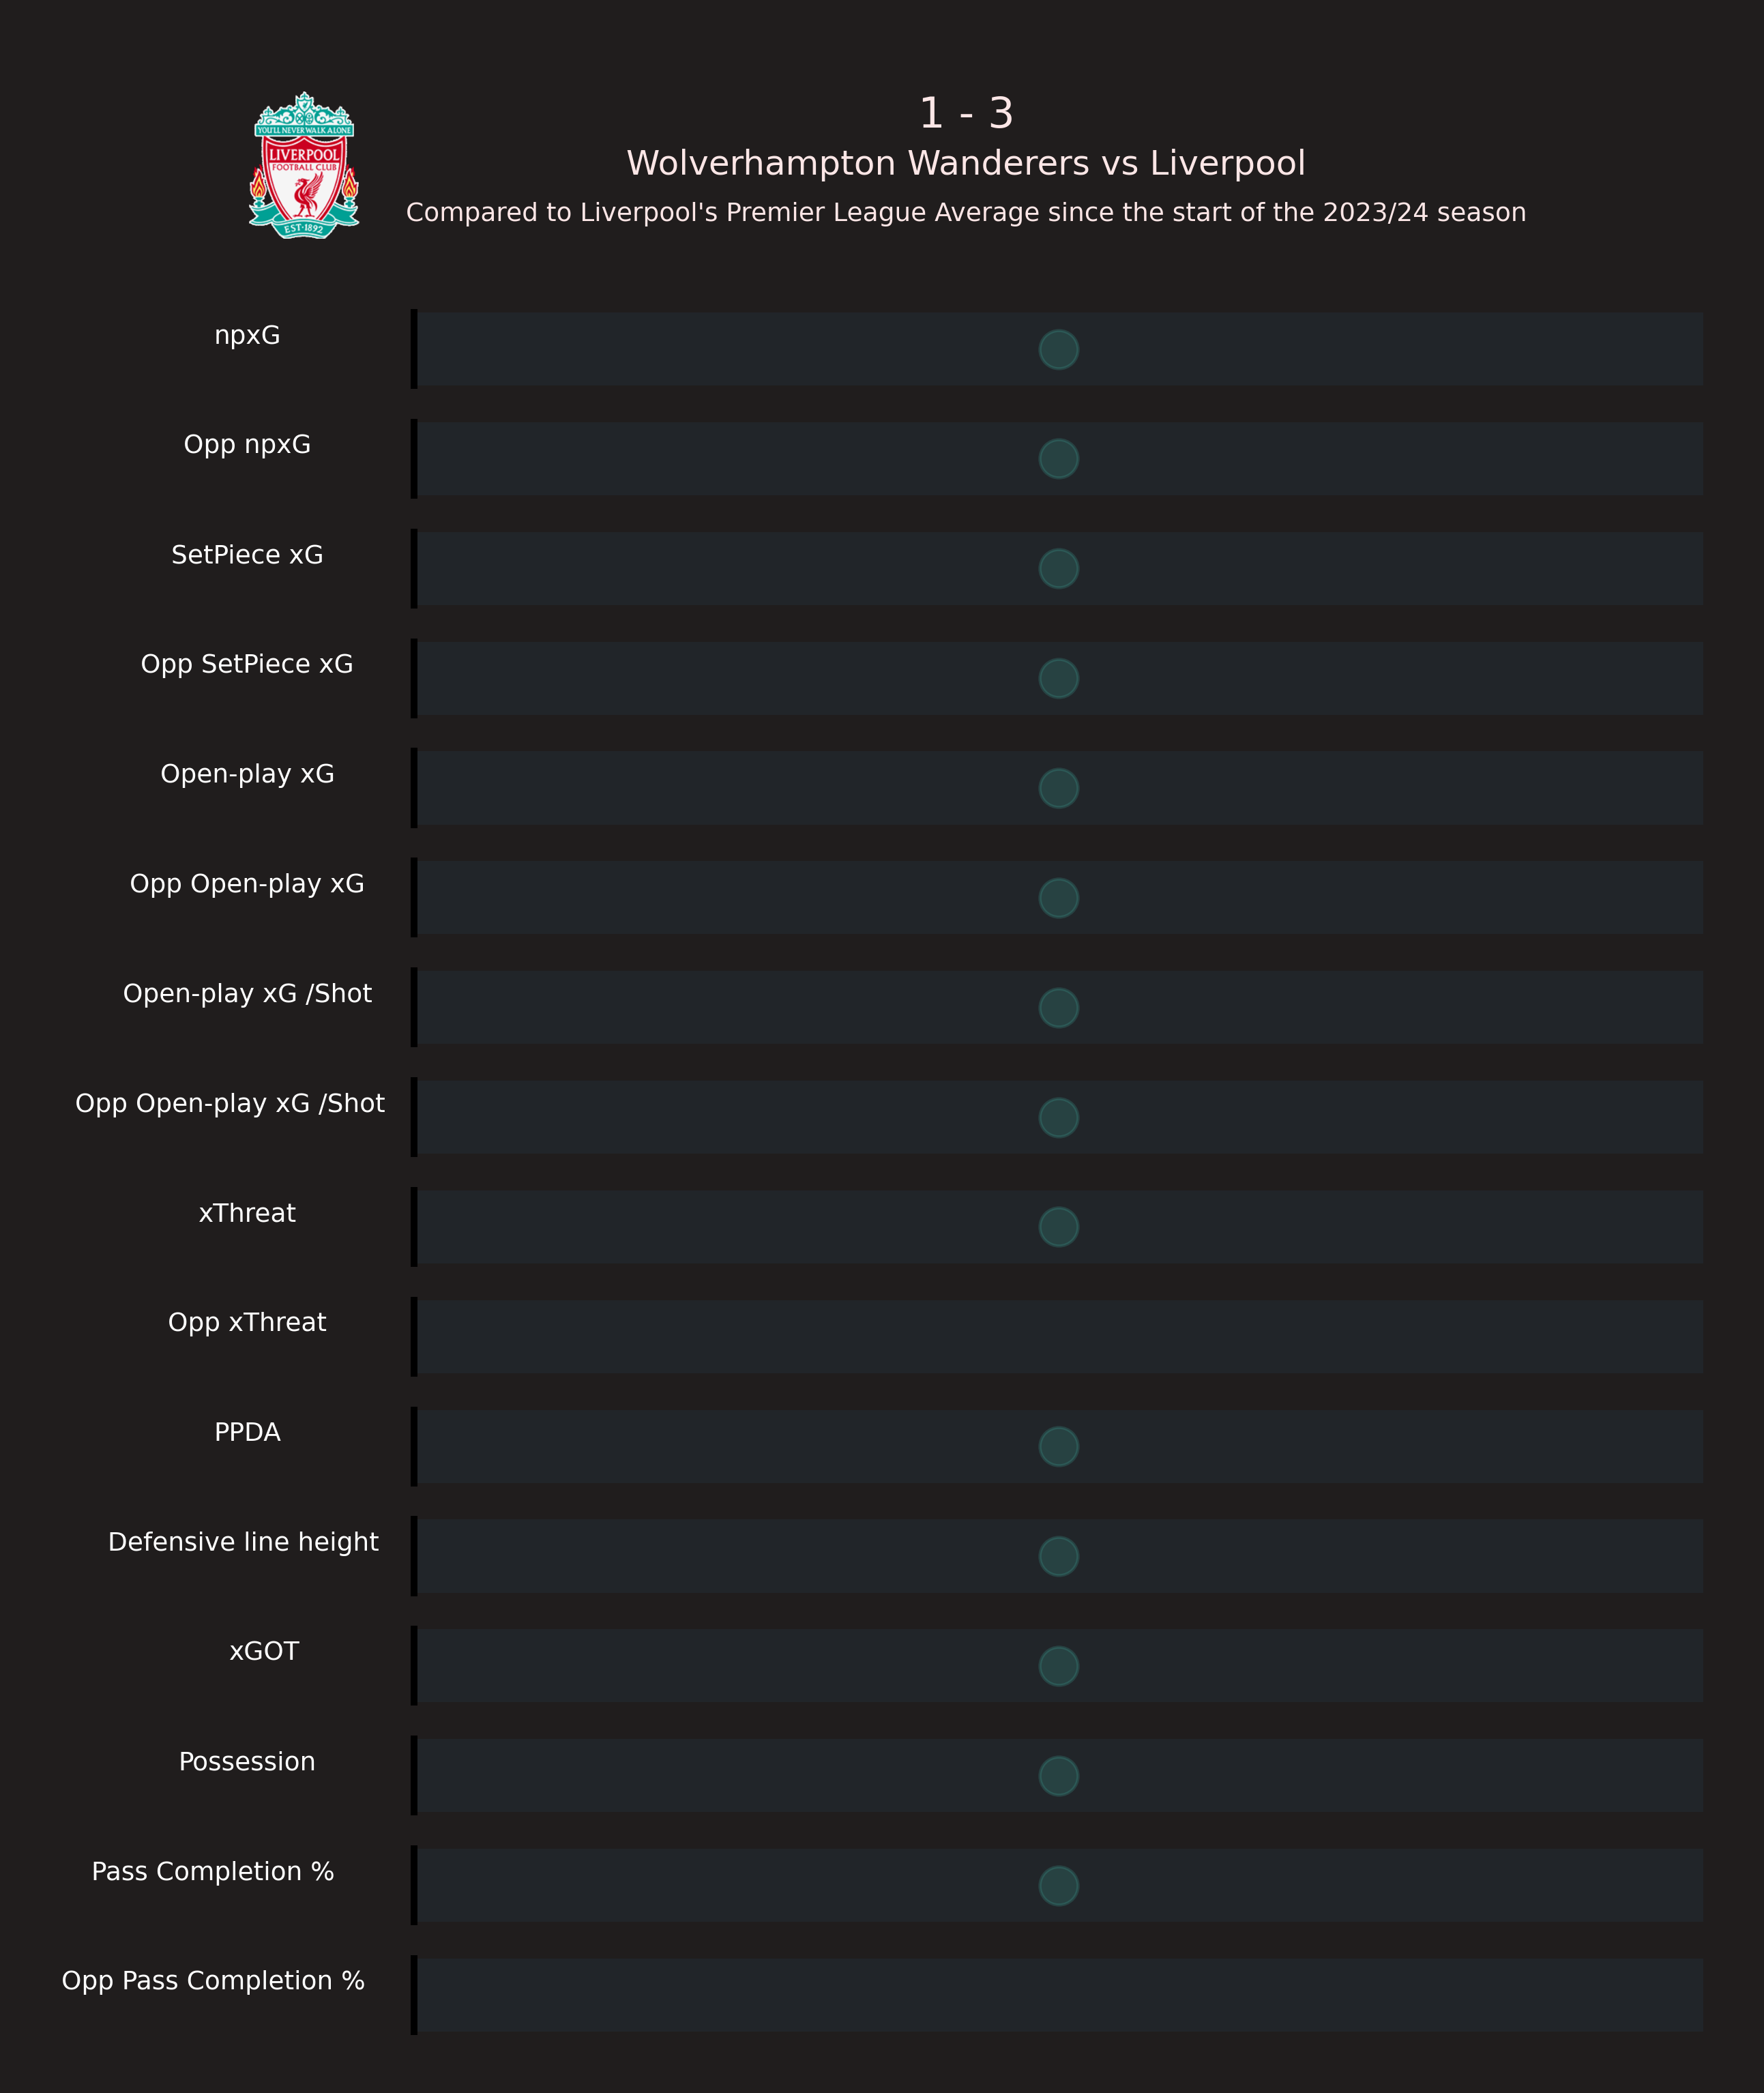 1 - 3
Wolverhampton Wanderers vs Liverpool
Compared to Liverpool's Premier League Average since the start of the 2023/24 season
YOU'LL NEVER WALK ALONE
LIVERPOOL
FOOTBALL CLUB
EST·1892
npxG
Opp npxG
SetPiece xG
Opp SetPiece xG
Open-play xG
Opp Open-play xG
Open-play xG /Shot
Opp Open-play xG /Shot
xThreat
Opp xThreat
PPDA
Defensive line height
xGOT
Possession
Pass Completion %
Opp Pass Completion %